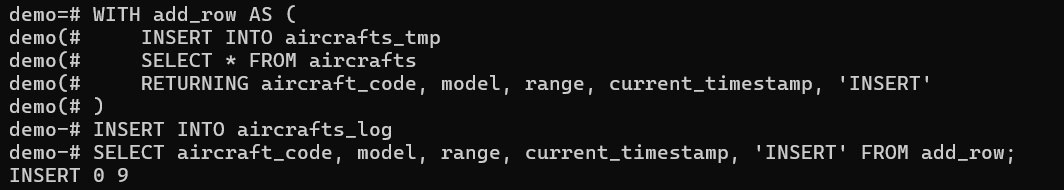 demo=# WITH add_row AS (
demo(#     INSERT INTO aircrafts_tmp
demo(#     SELECT * FROM aircrafts
demo(#     RETURNING aircraft_code, model, range, current_timestamp, 'INSERT'
demo(# )
demo-# INSERT INTO aircrafts_log
demo-# SELECT aircraft_code, model, range, current_timestamp, 'INSERT' FROM add_row;
INSERT 0 9